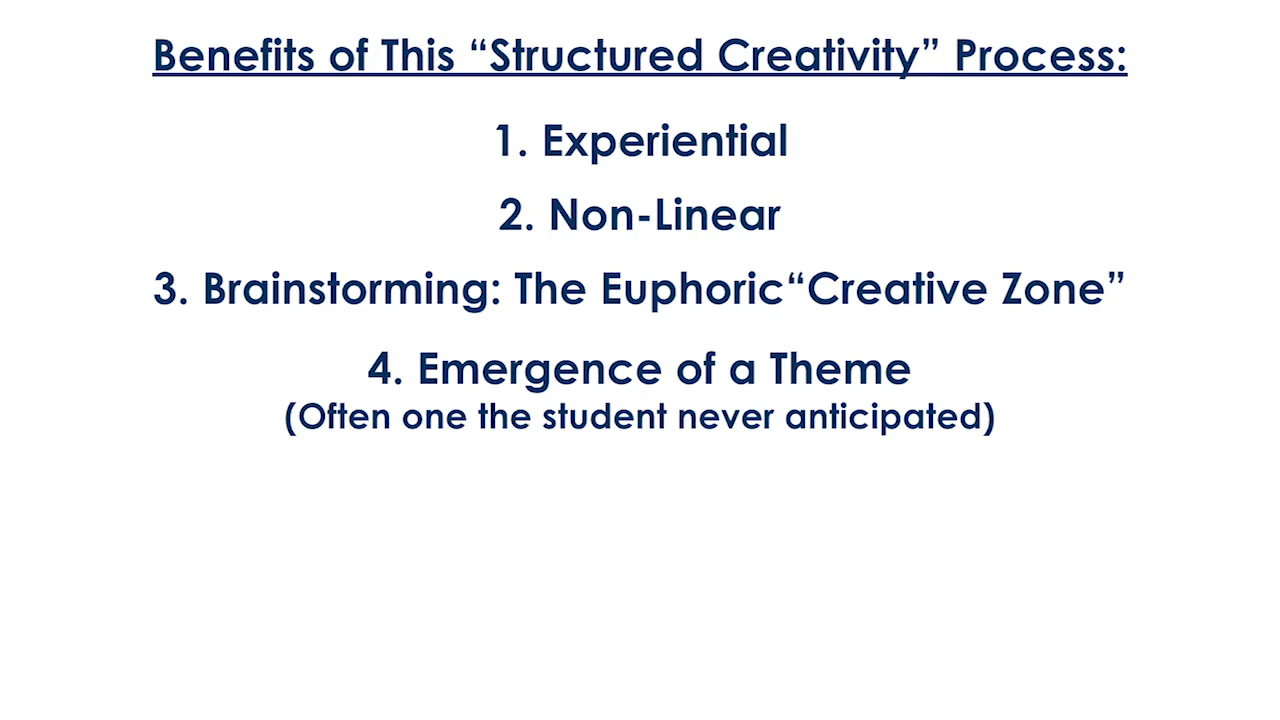 Benefits of This “Structured Creativity” Process:
1. Experiential
2. Non-Linear
3. Brainstorming: The Euphoric“Creative Zone”
4. Emergence of a Theme
(Often one the student never anticipated)